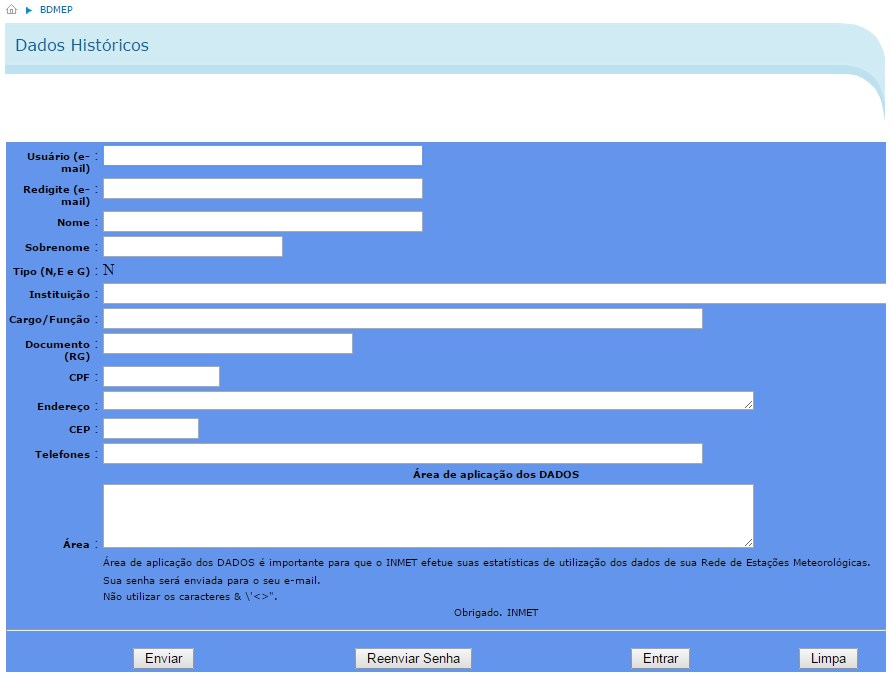 BDMEP
Dados Históricos
Usuário (e-
mail) :
Redigite (e-
mail) :
Nome :
Sobrenome :
Tipo (N,E e G) : N
Instituição :
Cargo/Função :
Documento
(RG) :
CPF :
Endereço :
CEP :
Telefones :
Área de aplicação dos DADOS
Área :
Área de aplicação dos DADOS é importante para que o INMET efetue suas estatísticas de utilização dos dados de sua Rede de Estações Meteorológicas.
Sua senha será enviada para o seu e-mail.
Não utilizar os caracteres & \'<>".
Obrigado. INMET
Enviar Reenviar Senha Entrar Limpa